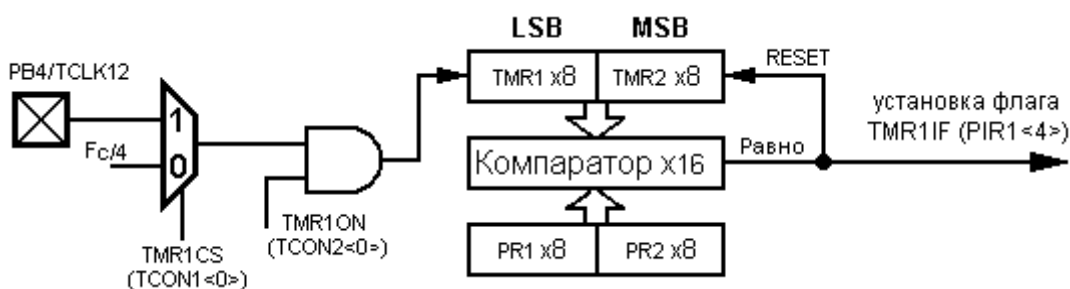 LSB MSB
PB4/TCLK12
TMR1 x8 TMR2 x8
RESET
установка флага
TMR1IF (PIR1<4>)
1
Fc/4
0
Компаратор x16
Равно
TMR1ON
(TCON2<0>)
TMR1CS
(TCON1<0>)
PR1 x8 PR2 x8